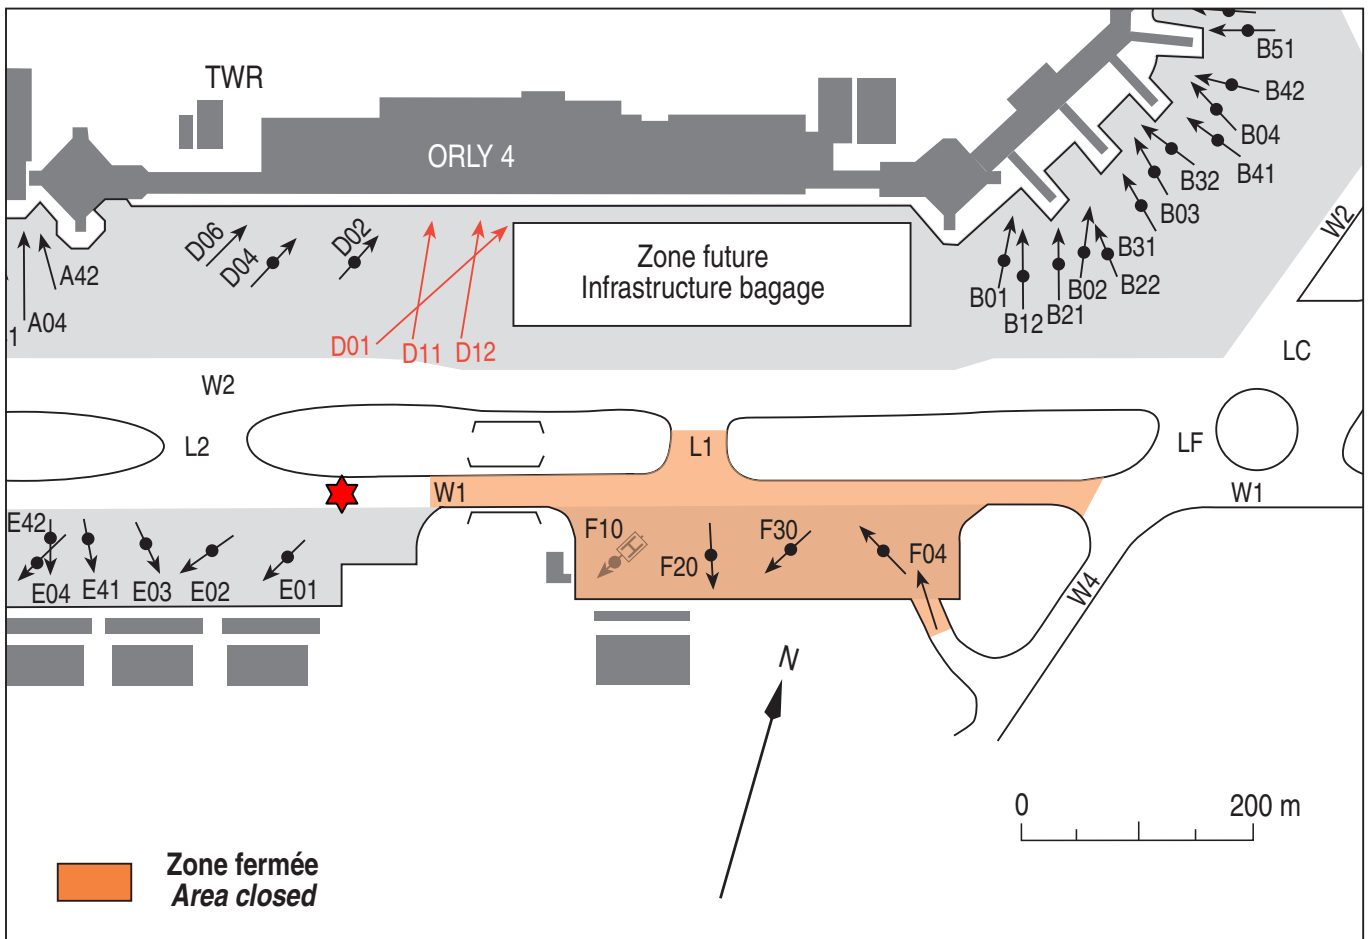 B51
TWR
B42
B04
ORLY 4
B41
B32
B03
W2
D06
D02
D04
B31
Zone future
Infrastructure bagage
A42
B22
B02
B01
B21
B12
A04
1
D01
D11
D12
LC
W2
L2
L1
LF
W1
W1
E42
F10
F30
F04
F20
E04
E41
E03
E02
E01
W4
N
0
200 m
Zone fermée
Area closed